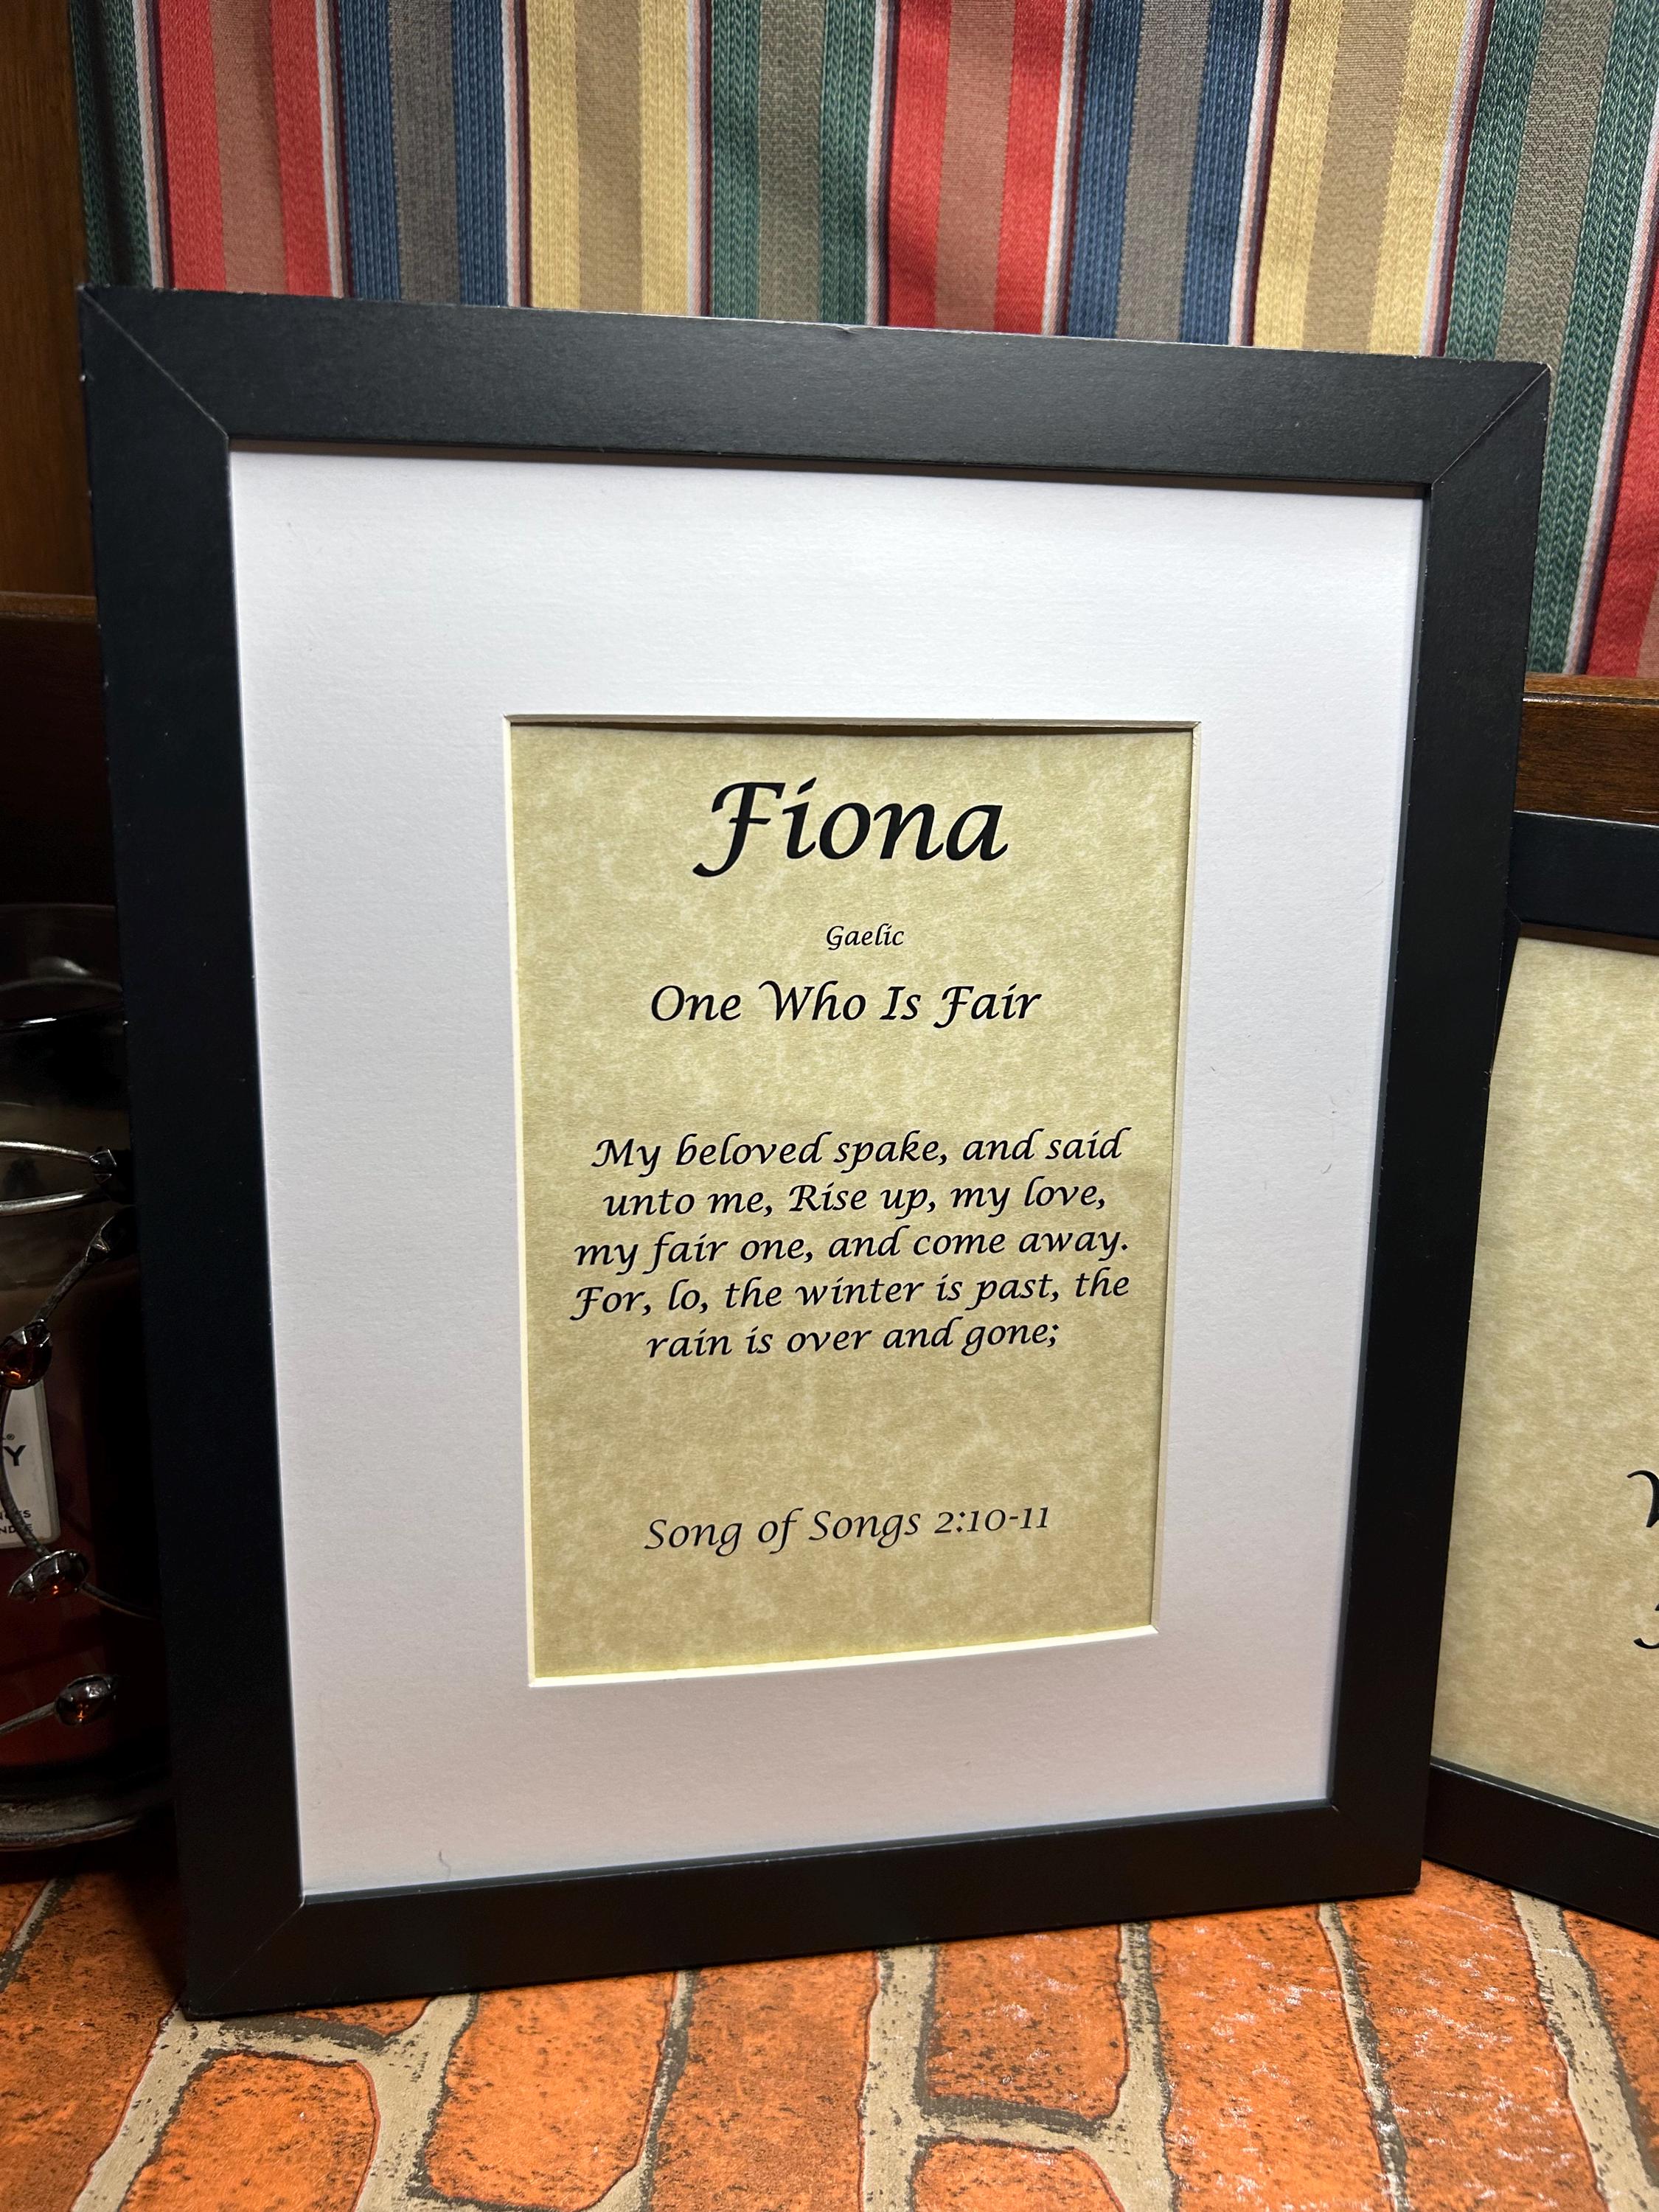 Fiona
Gaelic
One Who Is Fair
My beloved spake, and said
unto me, Rise up, my love,
my fair one, and come away.
For, lo, the winter is past, the
rain is over and gone;
Song of Songs 2:10-11